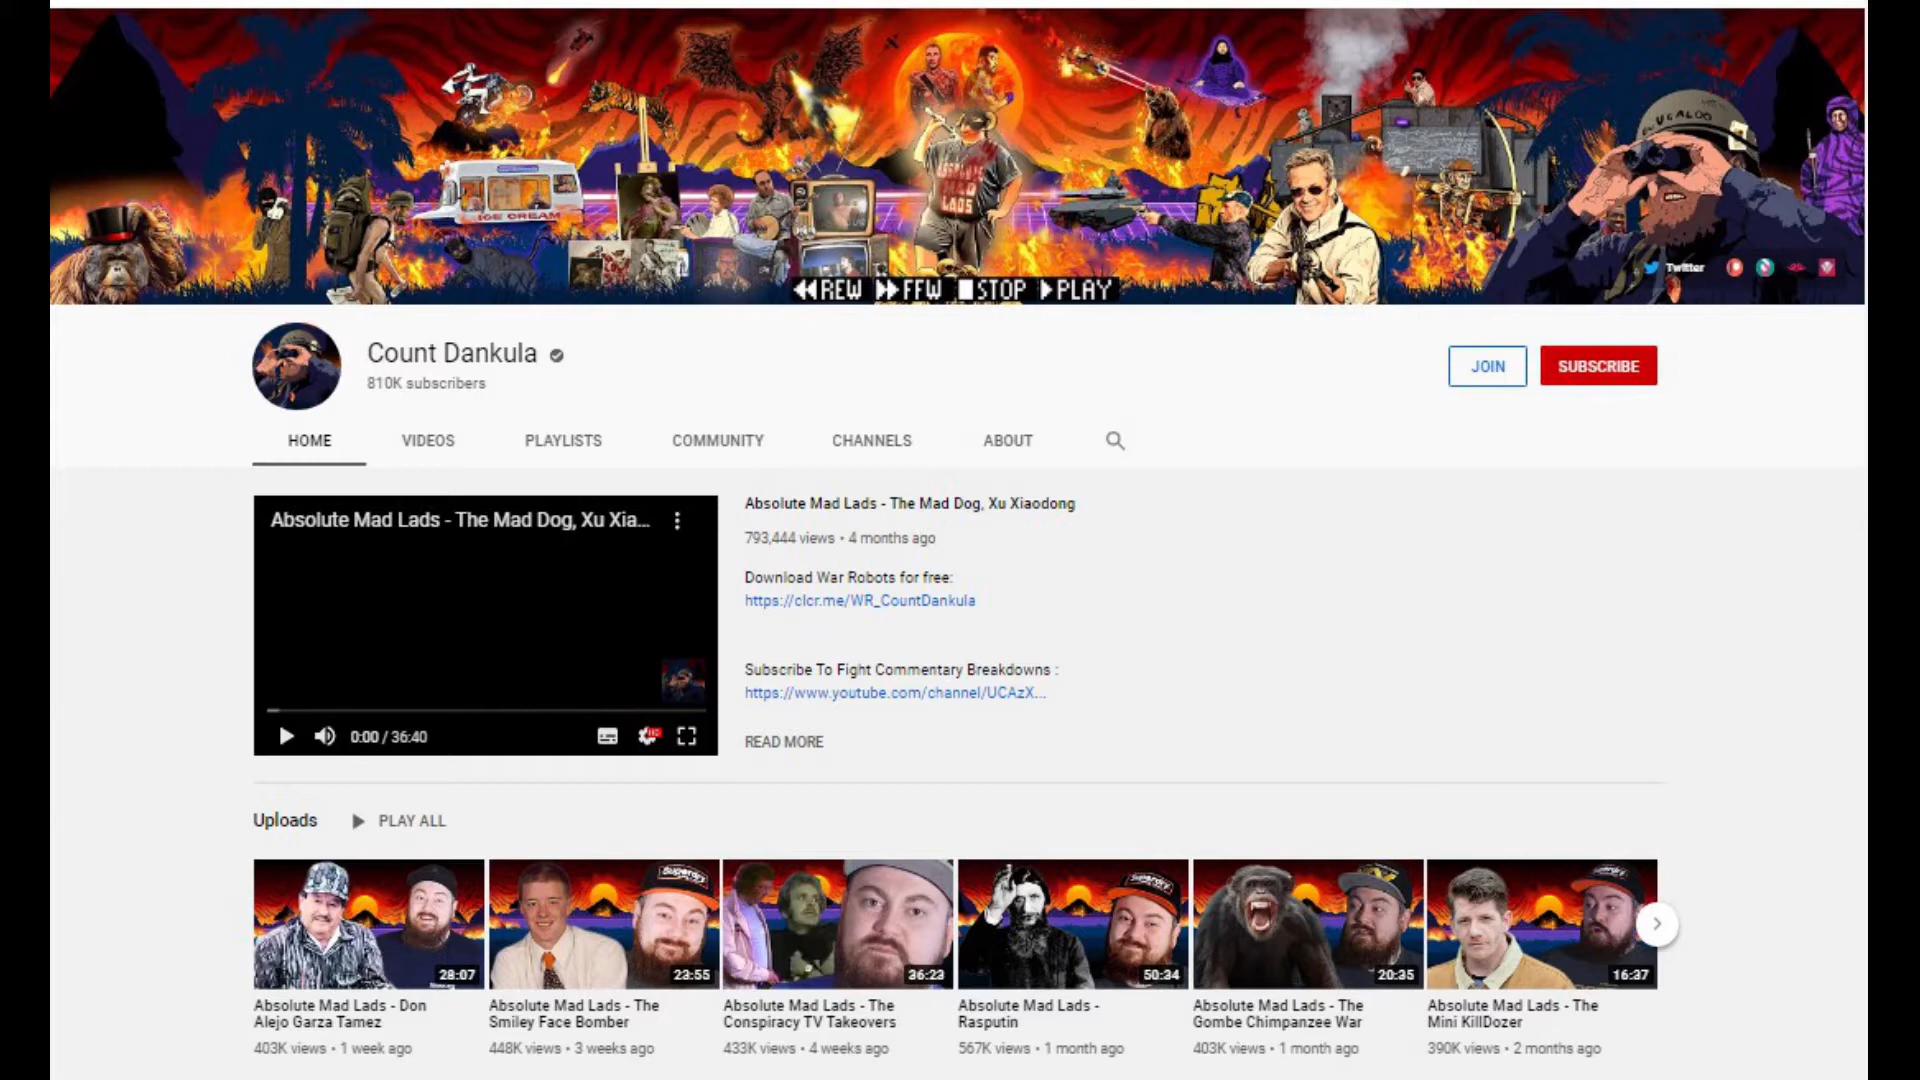 BUGALOO
ICE CREAM
MAD
LADS
Twitter
REW FFW STOP PLAY
Count Dankula
810K subscribers
JOIN
SUBSCRIBE
HOME
VIDEOS
PLAYLISTS
COMMUNITY
CHANNELS
ABOUT
Absolute Mad Lads - The Mad Dog, Xu Xia...
0:00 / 36:40
Absolute Mad Lads - The Mad Dog, Xu Xiaodong
793,444 views • 4 months ago
Download War Robots for free:
https://clcr.me/WR_CountDankula
Subscribe To Fight Commentary Breakdowns :
https://www.youtube.com/channel/UCAzX...
READ MORE
Uploads
PLAY ALL
28:07
Absolute Mad Lads - Don
Alejo Garza Tamez
403K views • 1 week ago
Superdry
23:55
Absolute Mad Lads - The
Smiley Face Bomber
448K views • 3 weeks ago
36:23
Absolute Mad Lads - The
Conspiracy TV Takeovers
433K views • 4 weeks ago
Superdry
50:34
Absolute Mad Lads -
Rasputin
567K views • 1 month ago
20:35
Absolute Mad Lads - The
Gombe Chimpanzee War
403K views • 1 month ago
16:37
Absolute Mad Lads - The
Mini KillDozer
390K views • 2 months ago